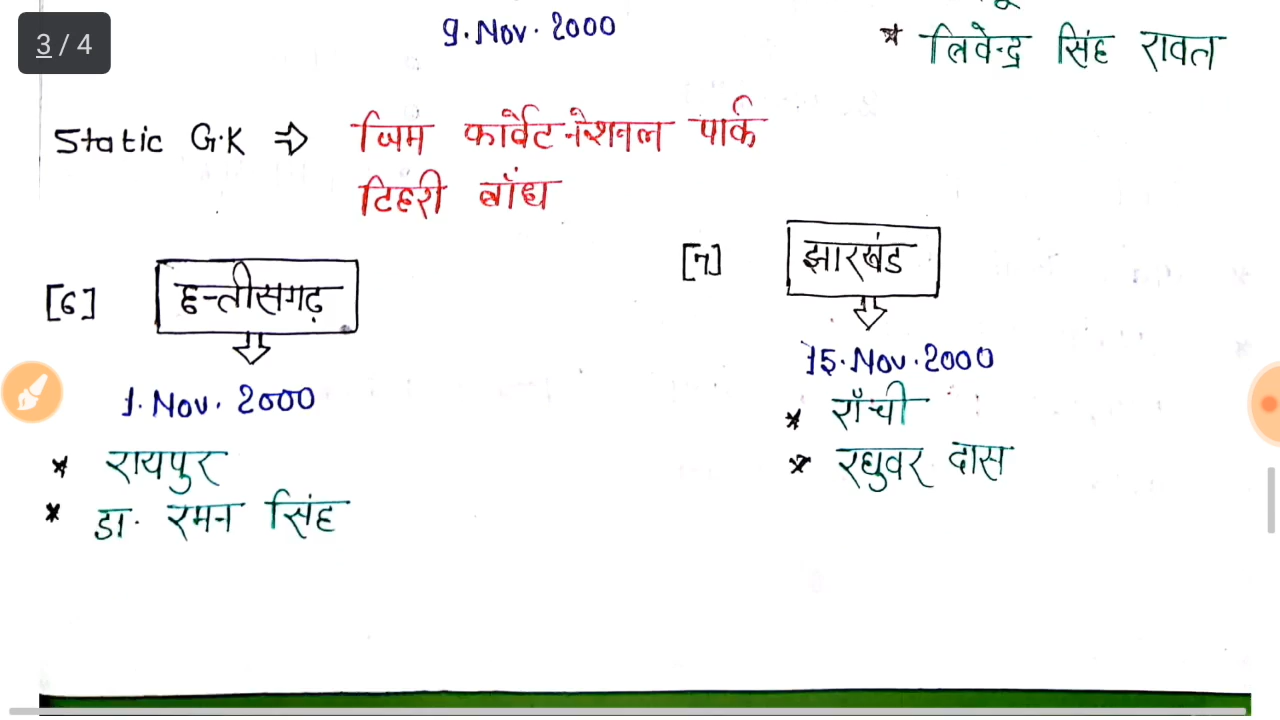 3 / 4
9. Nov. 2000
* त्रिवेन्द्र सिंह रावत
Static G.K ⇒ जिम कार्वेट नेशनल पार्क
टिहरी बाँध
[6] छत्तीसगढ़
1. Nov. 2000
* रायपुर
* डा. रमन सिंह
[7] झारखंड
15. Nov. 2000
* राँची
* रघुवर दास